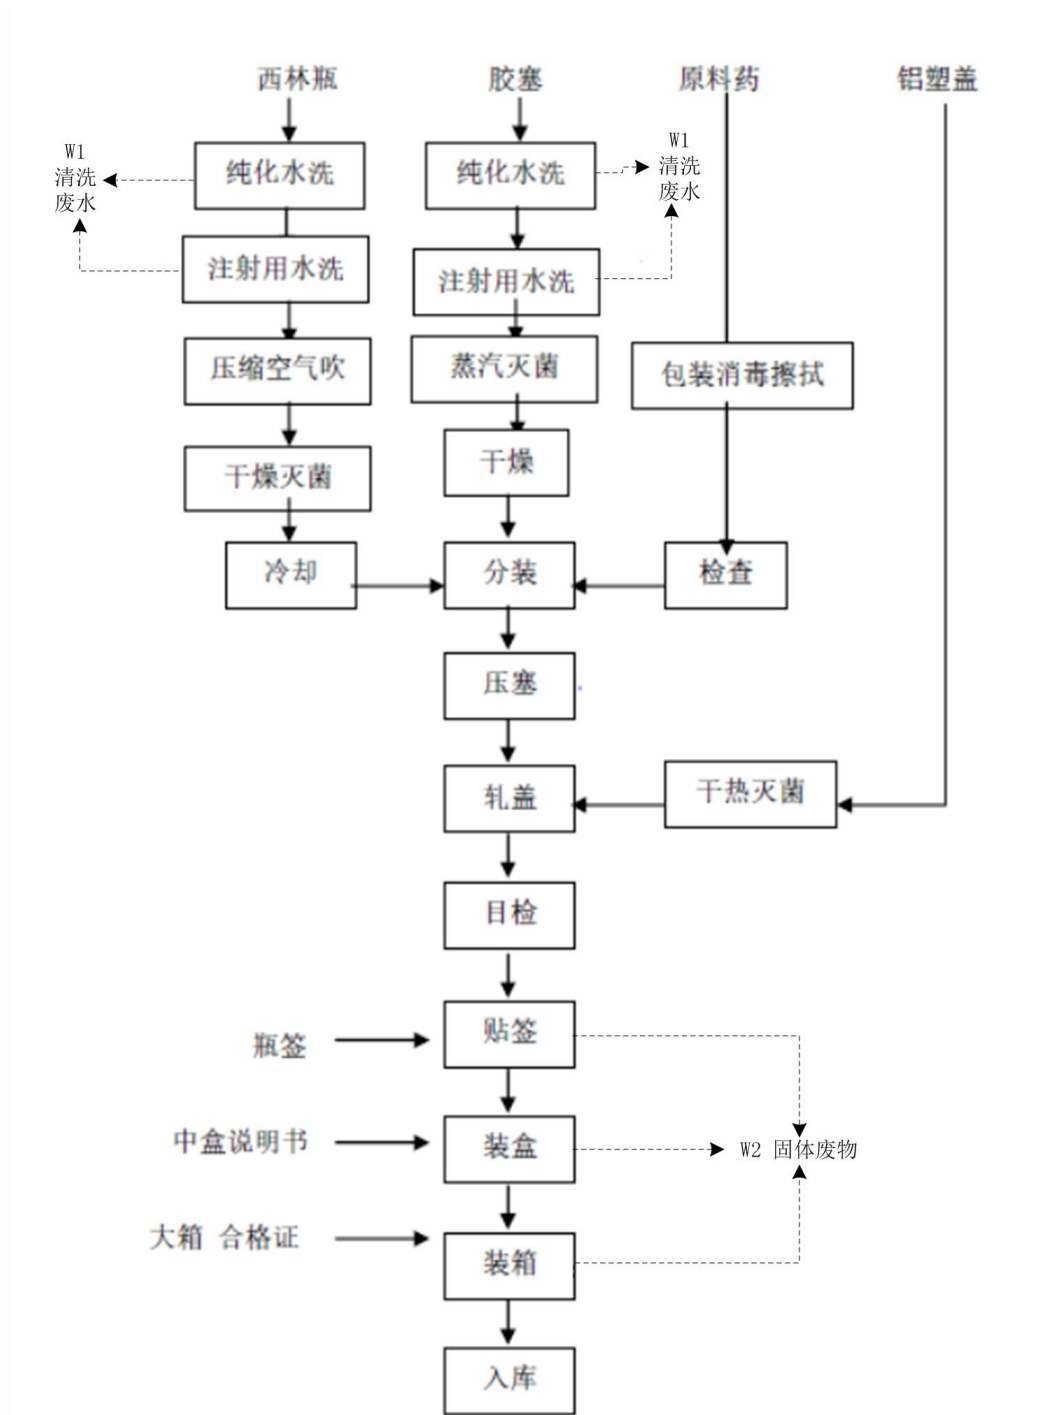 西林瓶
胶塞
原料药
铝塑盖
W1
清洗
废水
纯化水洗
纯化水洗
W1
清洗
废水
注射用水洗
注射用水洗
压缩空气吹
蒸汽灭菌
包装消毒擦拭
干燥灭菌
干燥
冷却
分装
检查
压塞
轧盖
干热灭菌
目检
瓶签
贴签
中盒说明书
装盒
W2 固体废物
大箱 合格证
装箱
入库